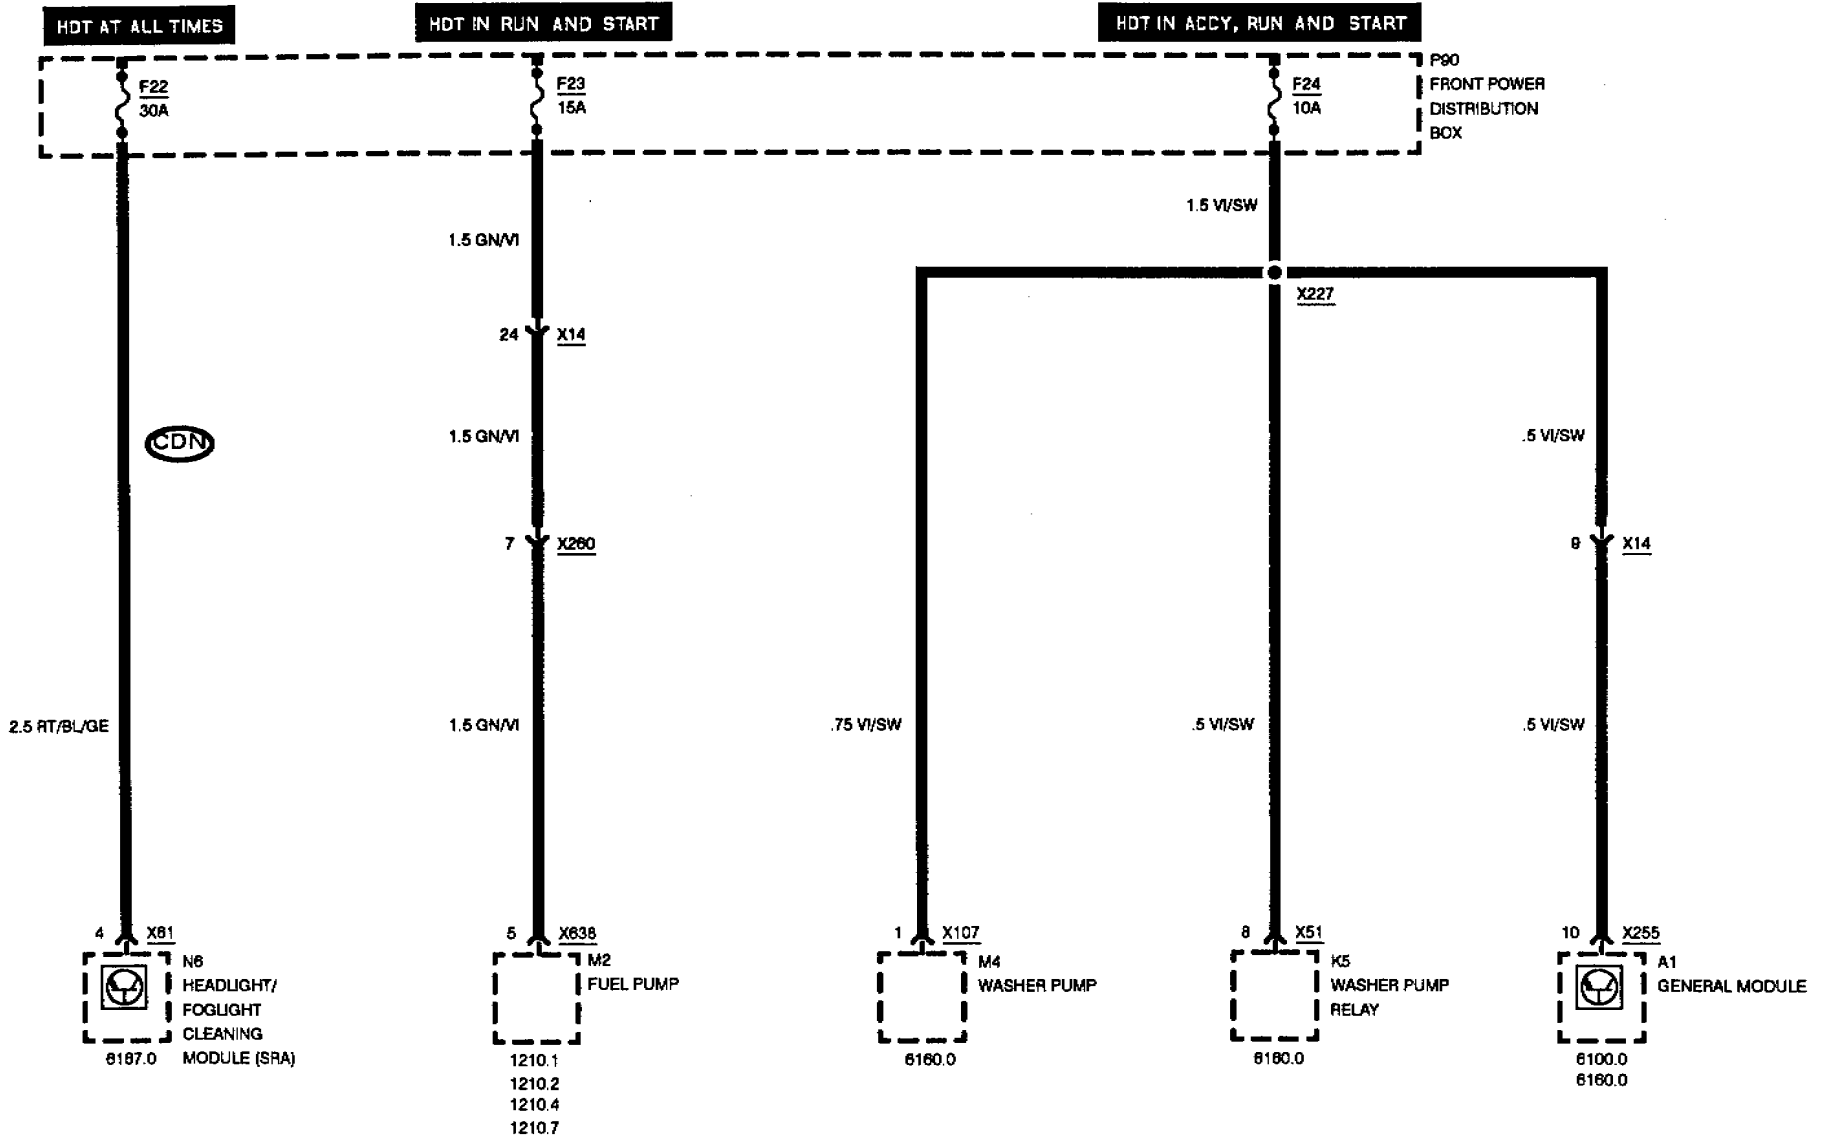 HOT AT ALL TIMES
HOT IN RUN AND START
HOT IN ACCY, RUN AND START
F22
30A
F23
15A
F24
10A
P90
FRONT POWER
DISTRIBUTION
BOX
1.5 GN/VI
1.5 VI/SW
X227
24 X14
CDN
1.5 GN/VI
.5 VI/SW
7 X260
9 X14
2.5 RT/BL/GE
1.5 GN/VI
.75 VI/SW
.5 VI/SW
.5 VI/SW
4 X61
N6
HEADLIGHT/
FOGLIGHT
CLEANING
MODULE (SRA)
6167.0
5 X638
M2
FUEL PUMP
1210.1
1210.2
1210.4
1210.7
1 X107
M4
WASHER PUMP
6160.0
8 X51
K5
WASHER PUMP
RELAY
6160.0
10 X255
A1
GENERAL MODULE
6100.0
6160.0